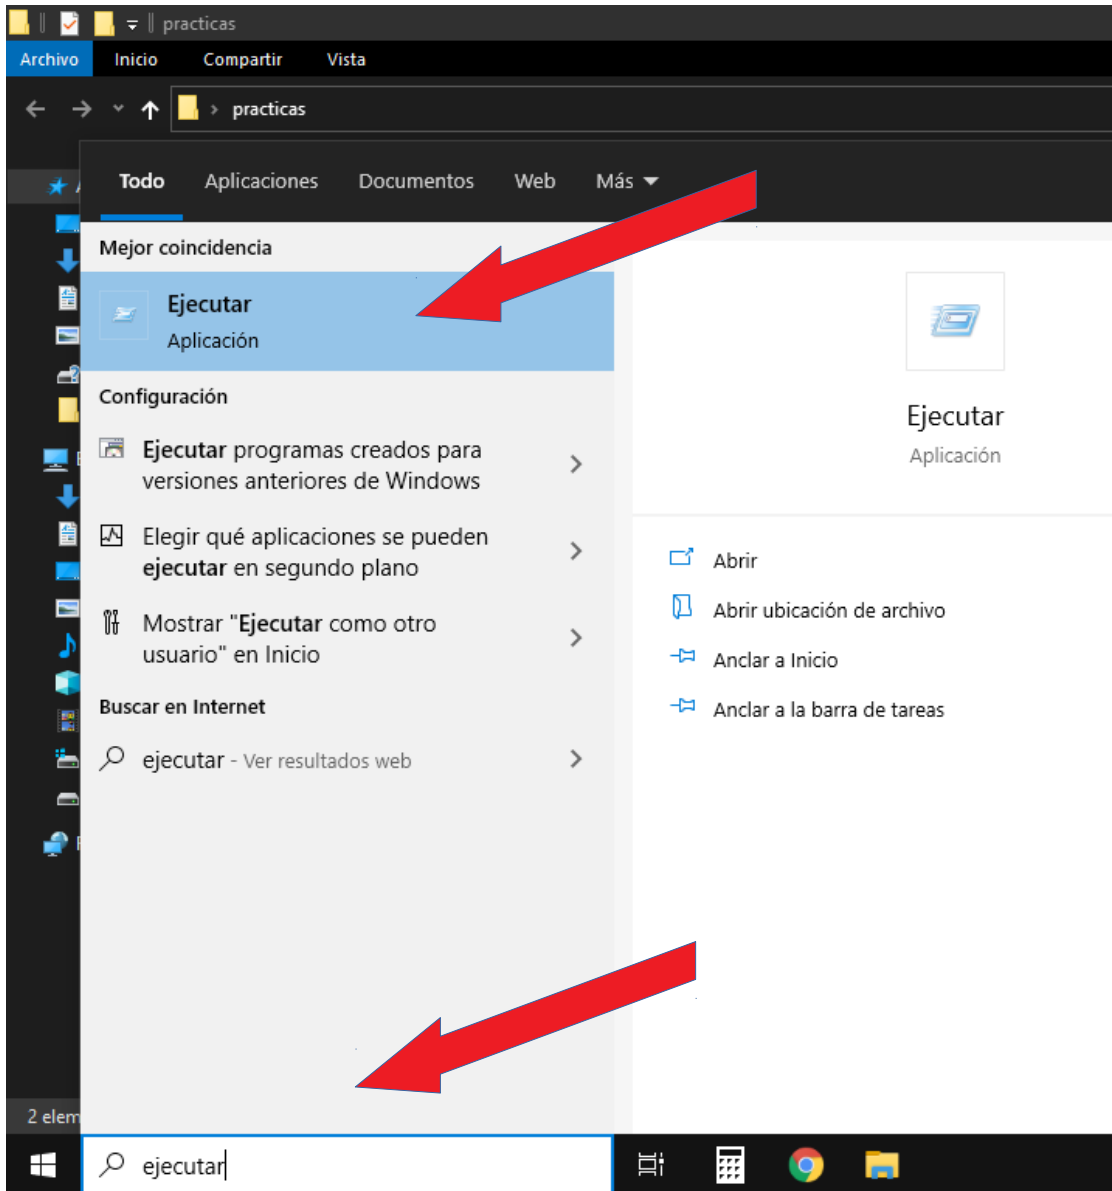 practicas
Archivo Inicio Compartir Vista
practicas
Todo Aplicaciones Documentos Web Más
Mejor coincidencia
Ejecutar
Aplicación
Configuración
Ejecutar programas creados para
versiones anteriores de Windows
Elegir qué aplicaciones se pueden
ejecutar en segundo plano
Mostrar "Ejecutar como otro
usuario" en Inicio
Buscar en Internet
ejecutar - Ver resultados web
Ejecutar
Aplicación
Abrir
Abrir ubicación de archivo
Anclar a Inicio
Anclar a la barra de tareas
2 elem
ejecutar